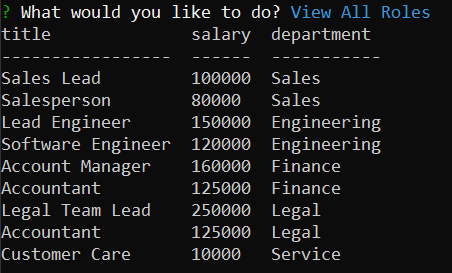 ? What would you like to do? View All Roles
title              salary  department
-----------------  ------  -----------
Sales Lead         100000  Sales
Salesperson        80000   Sales
Lead Engineer      150000  Engineering
Software Engineer  120000  Engineering
Account Manager    160000  Finance
Accountant         125000  Finance
Legal Team Lead    250000  Legal
Accountant         125000  Legal
Customer Care      10000   Service